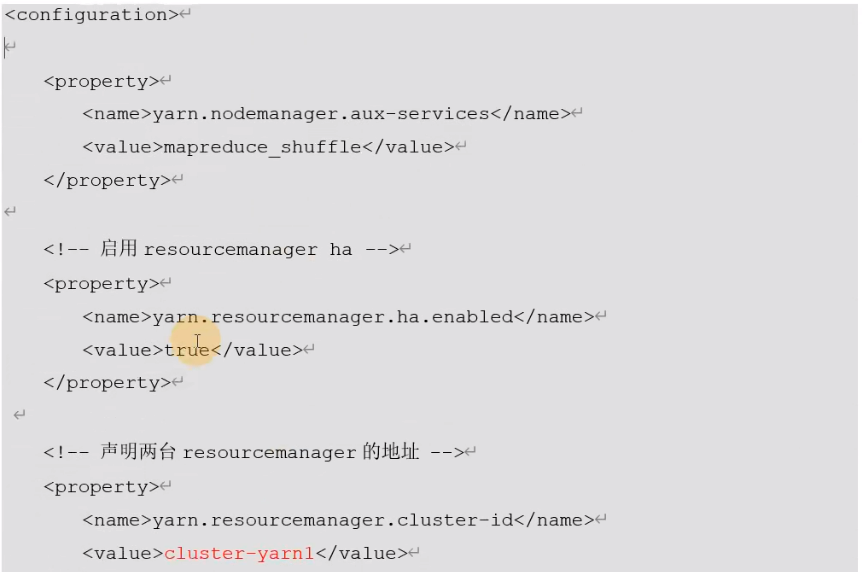 <configuration>
<property>
<name>yarn.nodemanager.aux-services</name>
<value>mapreduce_shuffle</value>
</property>
<!-- 启用 resourcemanager ha -->
<property>
<name>yarn.resourcemanager.ha.enabled</name>
<value>true</value>
</property>
<!-- 声明两台 resourcemanager 的地址 -->
<property>
<name>yarn.resourcemanager.cluster-id</name>
<value>cluster-yarn1</value>